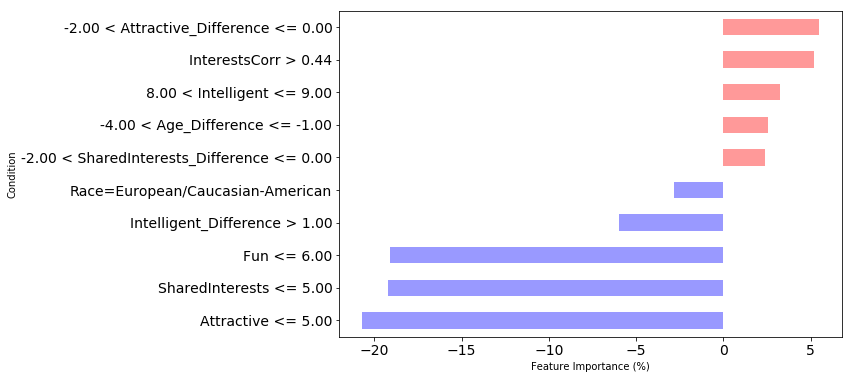 -2.00 < Attractive_Difference <= 0.00
InterestsCorr > 0.44
8.00 < Intelligent <= 9.00
-4.00 < Age_Difference <= -1.00
-2.00 < SharedInterests_Difference <= 0.00
Race=European/Caucasian-American
Intelligent_Difference > 1.00
Fun <= 6.00
SharedInterests <= 5.00
Attractive <= 5.00
Condition
−20 −15 −10 −5 0 5
Feature Importance (%)